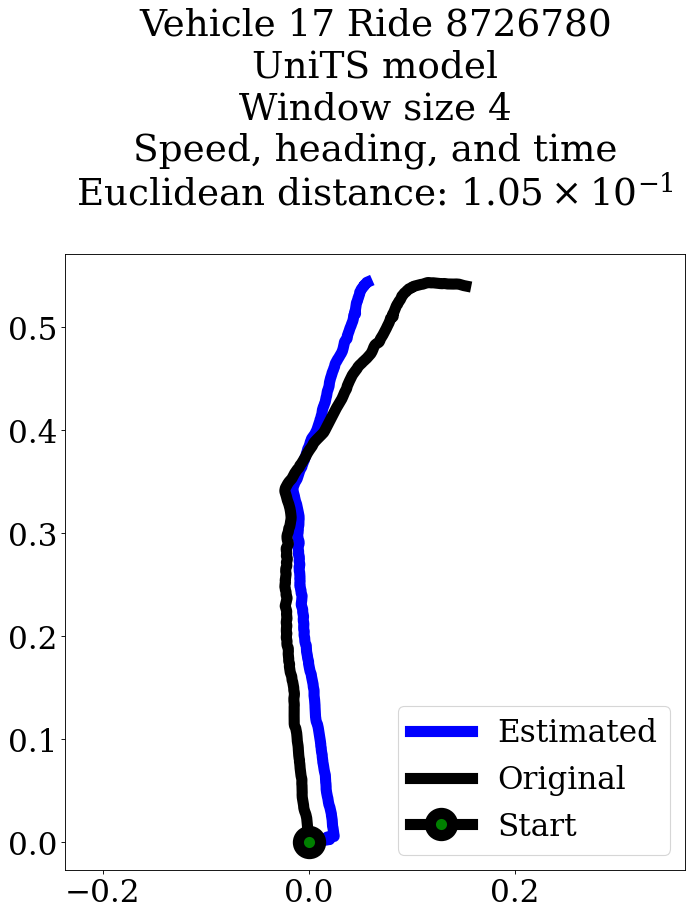 Vehicle 17 Ride 8726780
UniTS model
Window size 4
Speed, heading, and time
Euclidean distance: 1.05 × 10⁻¹
0.5
0.4
0.3
0.2
0.1
0.0
Estimated
Original
Start
−0.2
0.0
0.2